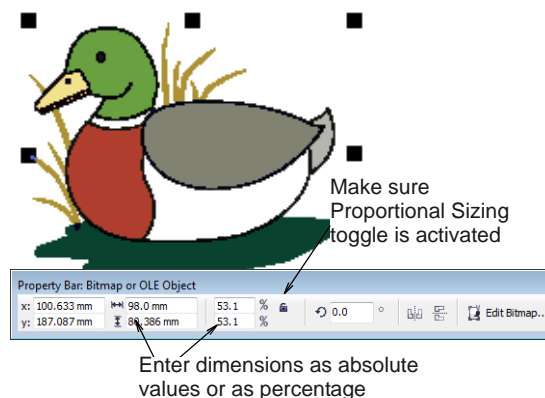 Make sure
Proportional Sizing
toggle is activated
Property Bar: Bitmap or OLE Object
x: 100.633 mm 98.0 mm 53.1 % 0.0 ° Edit Bitmap..
y: 187.087 mm 53.1 %
Enter dimensions as absolute
values or as percentage